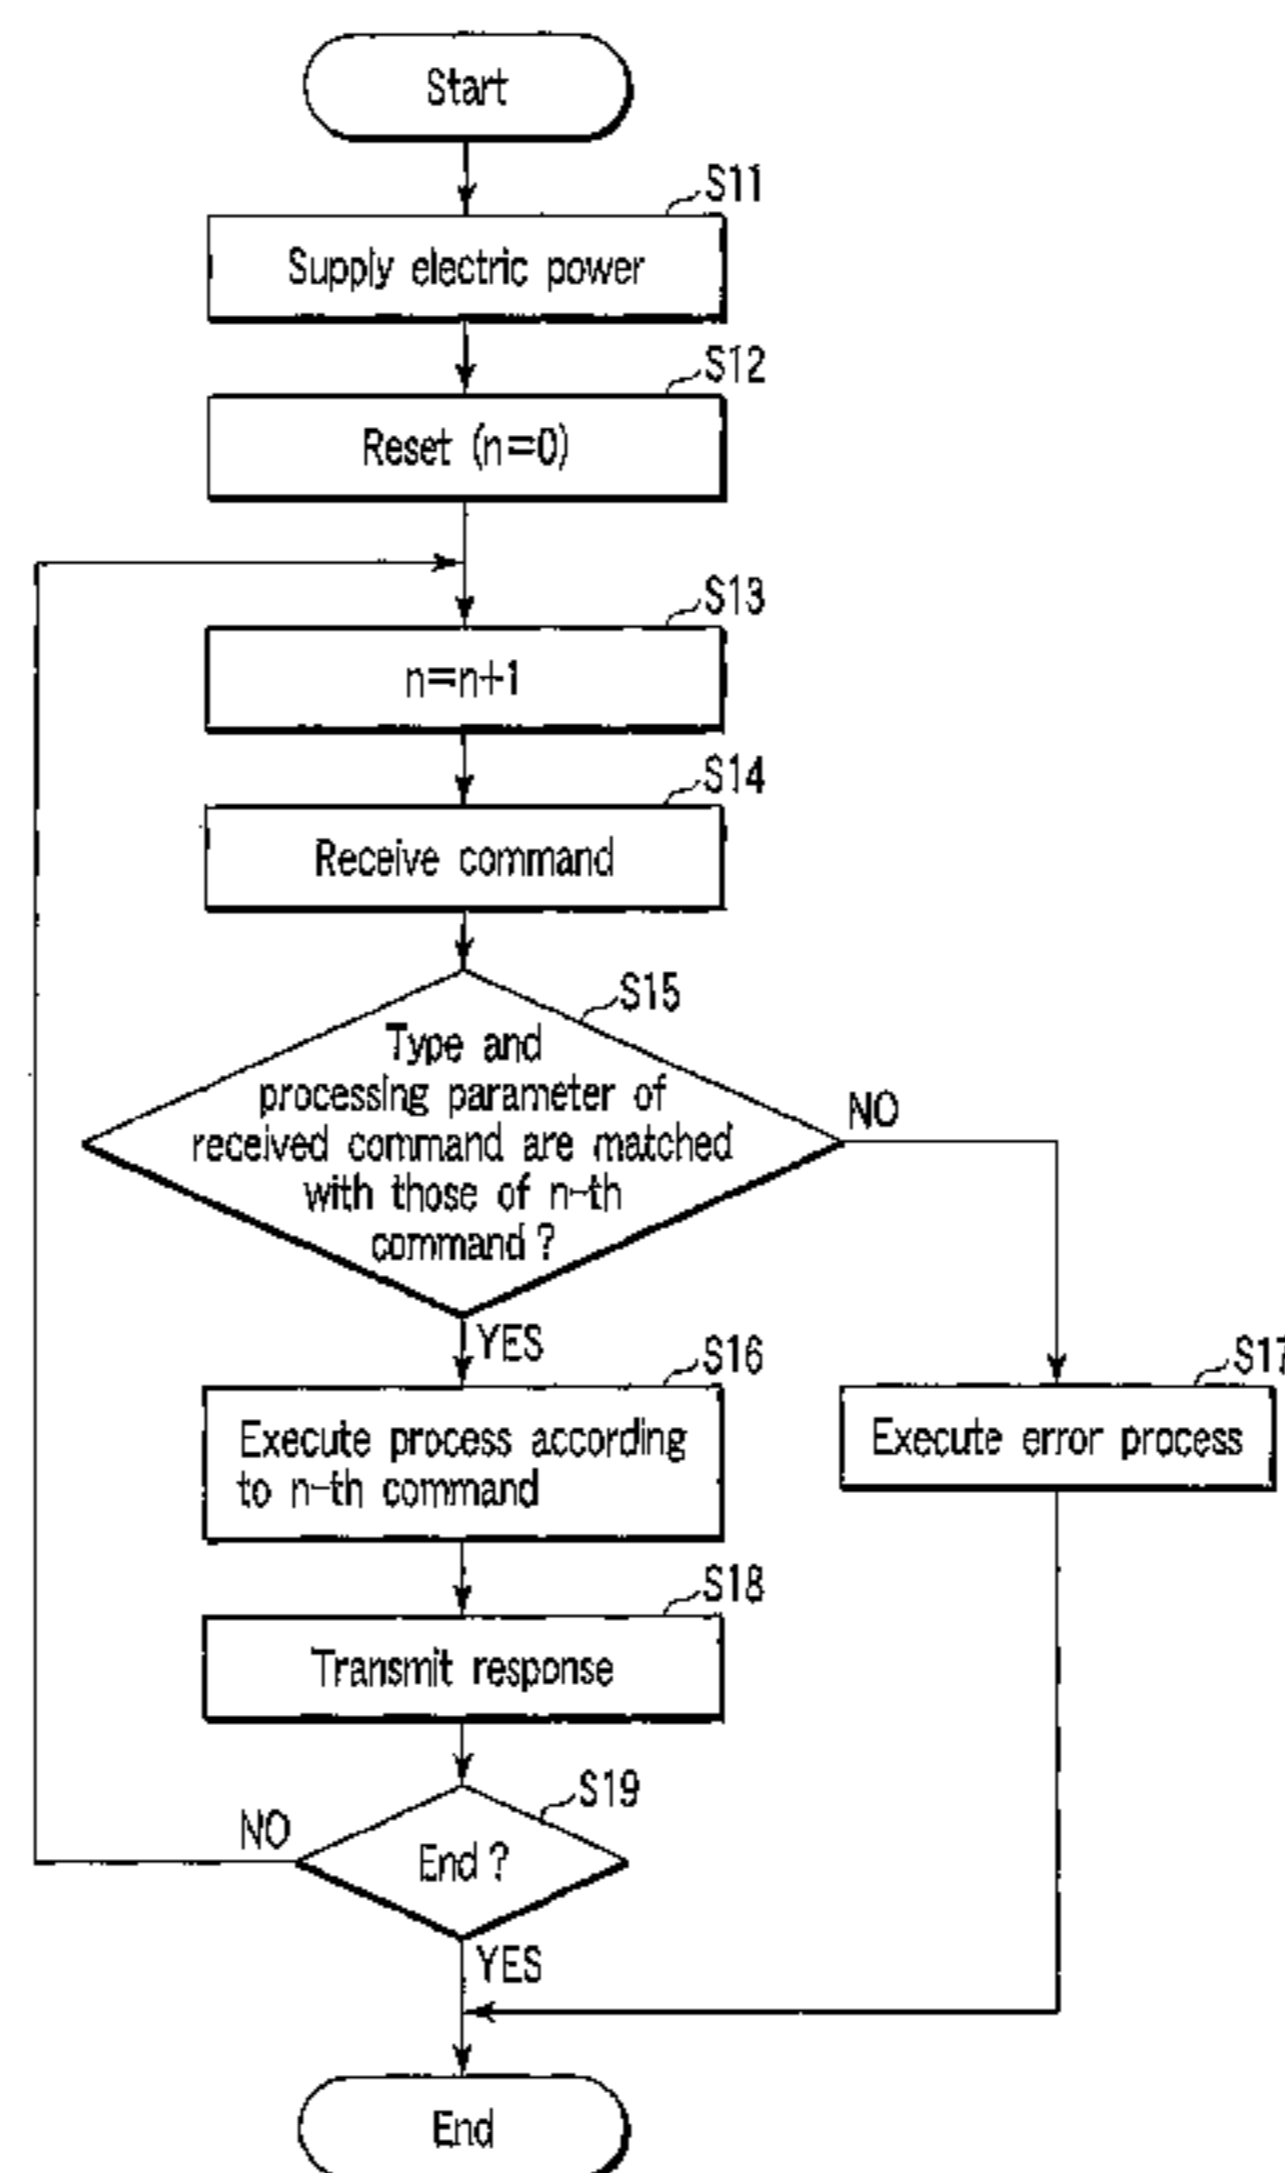 Start
S11
Supply electric power
S12
Reset (n=0)
S13
n=n+1
S14
Receive command
S15
Type and
processing parameter of
received command are matched
with those of n-th
command?
NO
YES
S16
Execute process according
to n-th command
S17
Execute error process
S18
Transmit response
S19
End?
NO
YES
End